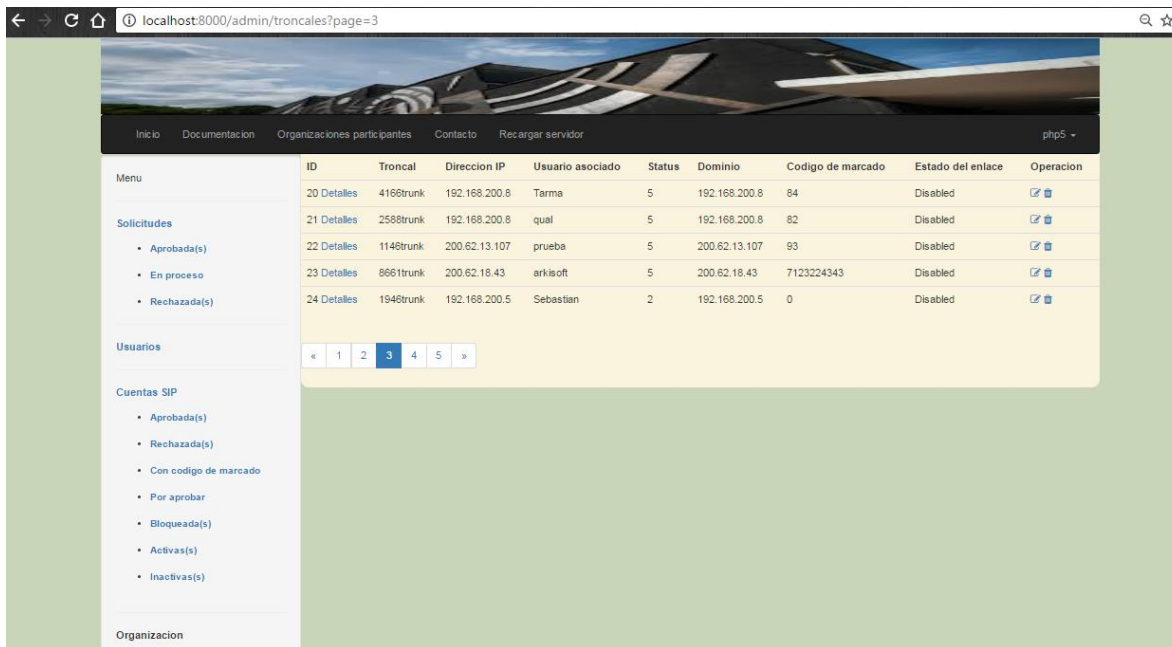 localhost:8000/admin/troncales?page=3
Inicio Documentacion Organizaciones participantes Contacto Recargar servidor php5
Menu
Solicitudes
Aprobada(s)
En proceso
Rechazada(s)
Usuarios
Cuentas SIP
Aprobada(s)
Rechazada(s)
Con codigo de marcado
Por aprobar
Bloqueada(s)
Activas(s)
Inactivas(s)
Organizacion
ID Troncal Direccion IP Usuario asociado Status Dominio Codigo de marcado Estado del enlace Operacion
20 Detalles 4166trunk 192.168.200.8 Tarma 5 192.168.200.8 84 Disabled
21 Detalles 2588trunk 192.168.200.8 qual 5 192.168.200.8 82 Disabled
22 Detalles 1146trunk 200.62.13.107 prueba 5 200.62.13.107 93 Disabled
23 Detalles 8661trunk 200.62.18.43 arkisoft 5 200.62.18.43 7123224343 Disabled
24 Detalles 1946trunk 192.168.200.5 Sebastian 2 192.168.200.5 0 Disabled
« 1 2 3 4 5 »